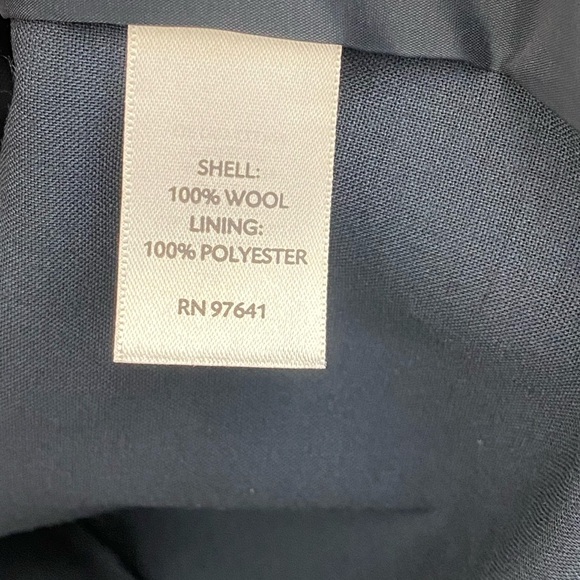 SHELL:
100% WOOL
LINING:
100% POLYESTER
RN 97641